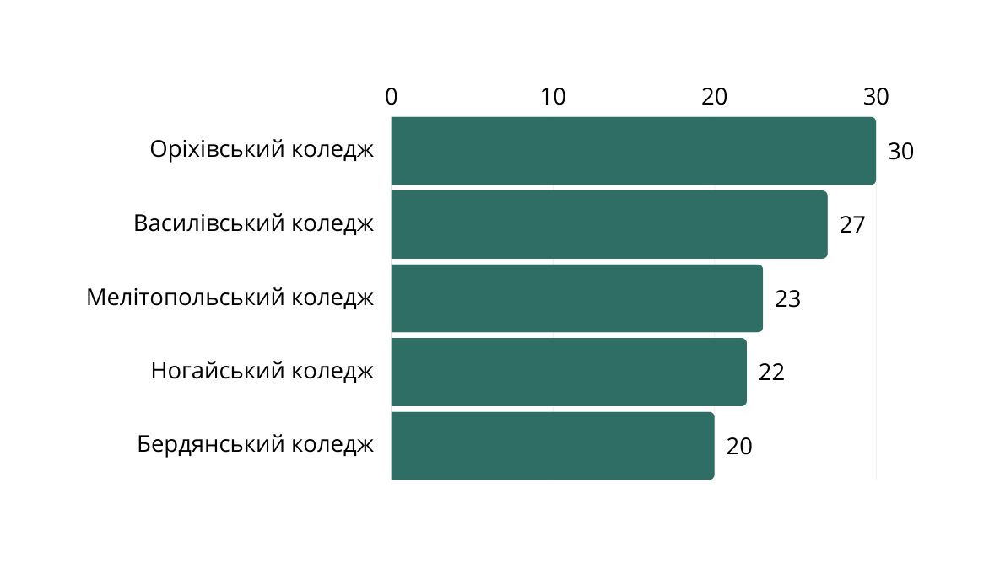 0 10 20 30
Оріхівський коледж 30
Василівський коледж 27
Мелітопольський коледж 23
Ногайський коледж 22
Бердянський коледж 20